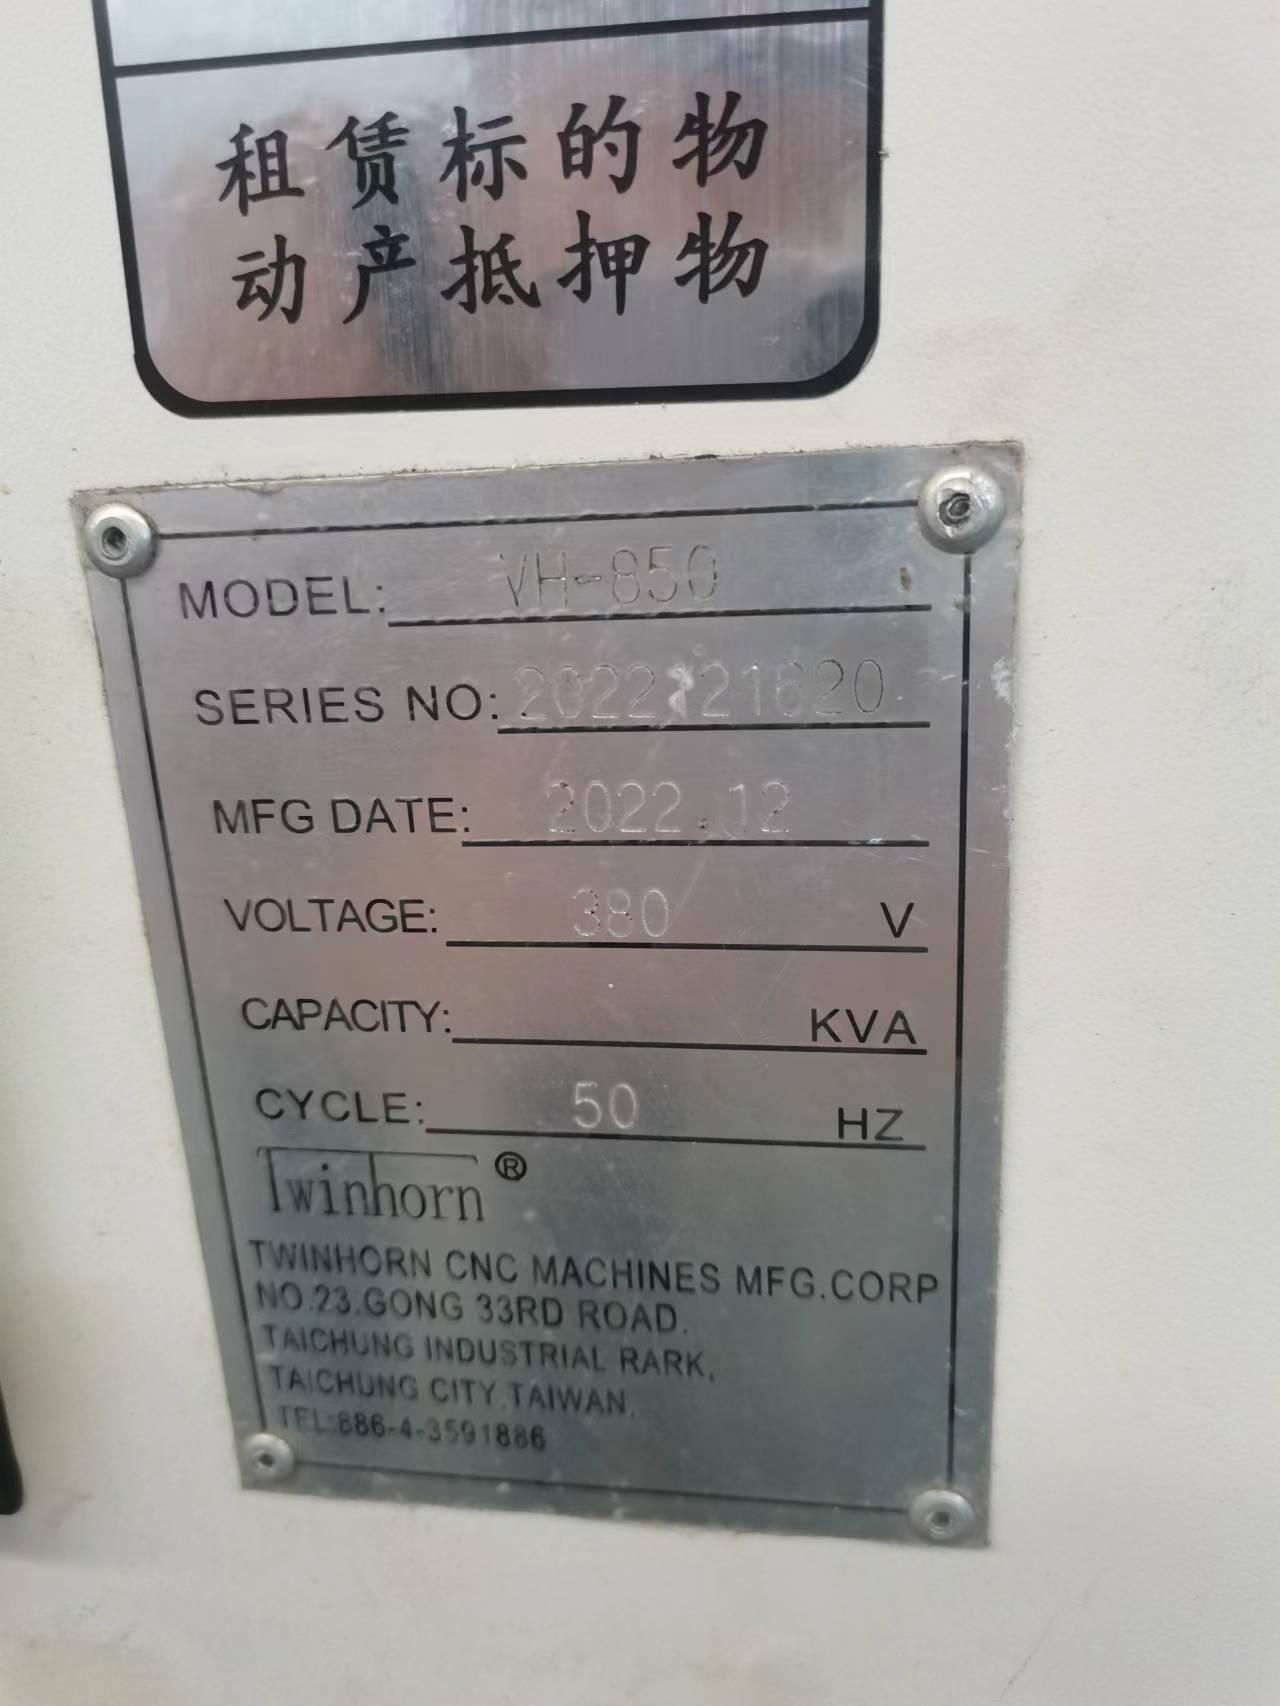 租赁标的物
动产抵押物
MODEL: VH-850
SERIES NO:
MFG DATE: 2022.12
VOLTAGE: 380 V
CAPACITY: KVA
CYCLE: 50 HZ
Twinhorn®
TWINHORN CNC MACHINES MFG.CORP
NO.23.GONG 33RD ROAD.
TAICHUNG INDUSTRIAL RARK,
TAICHUNG CITY,TAIWAN.
TEL:886-4-3591886